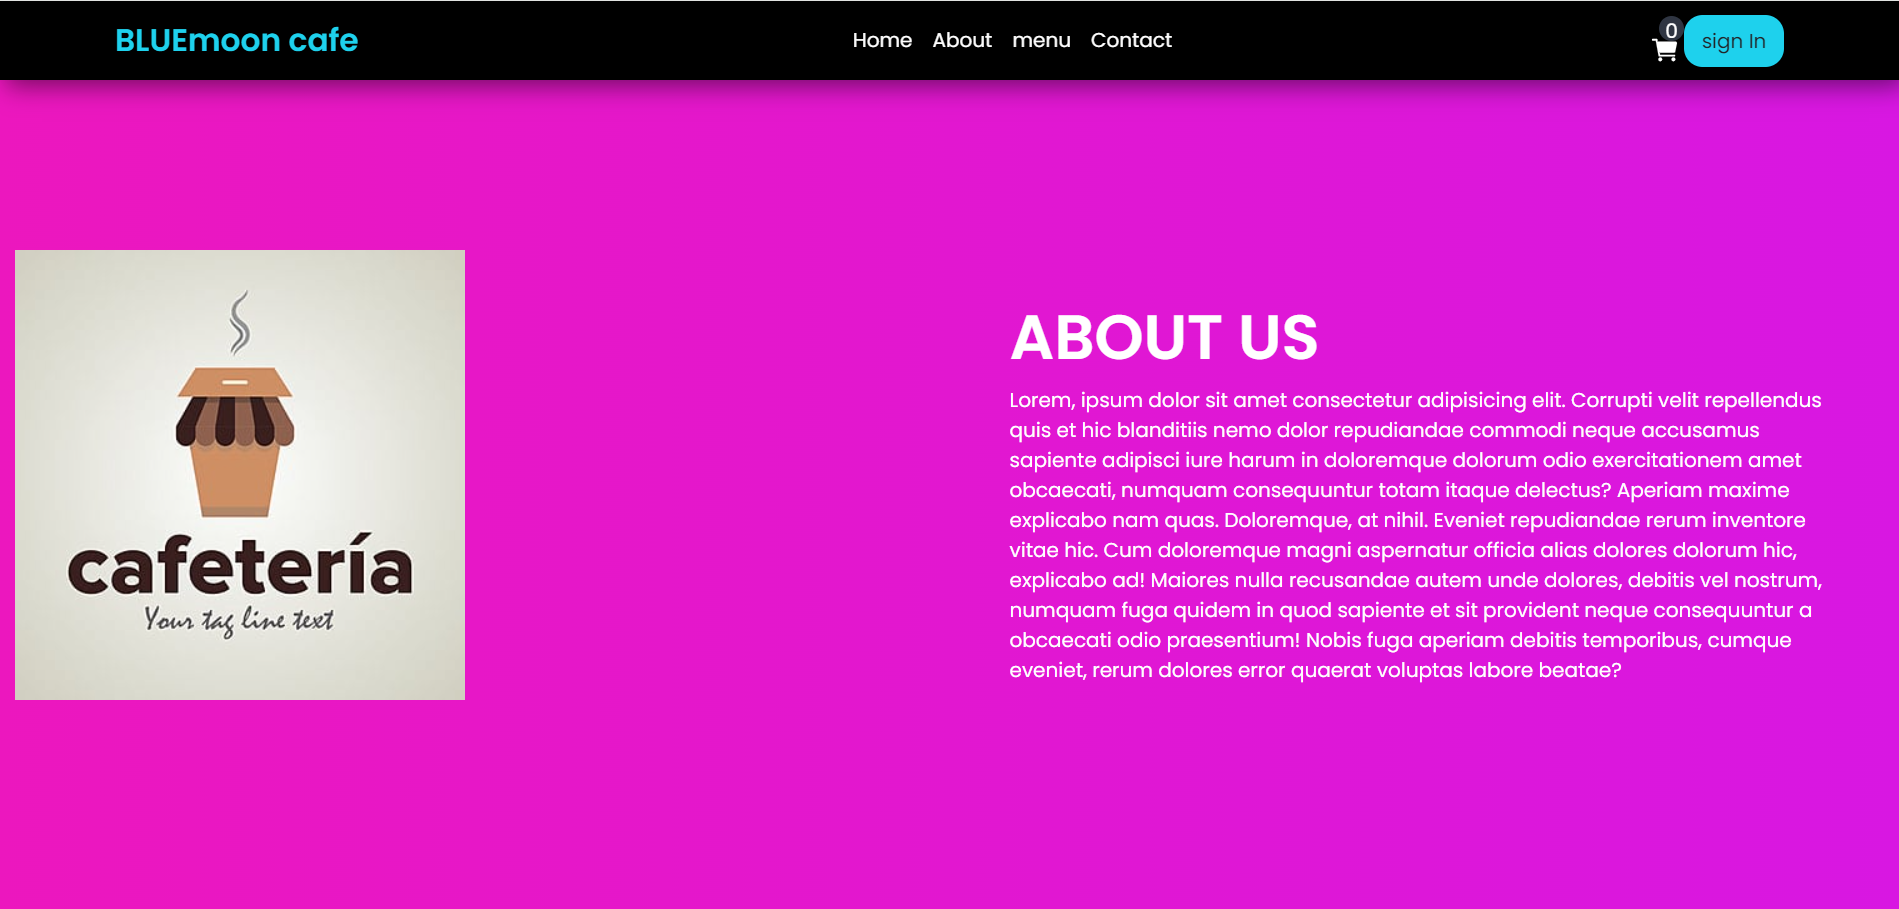 BLUEmoon cafe
Home About menu Contact
0
sign In
cafetería
Your tag line text
ABOUT US
Lorem, ipsum dolor sit amet consectetur adipisicing elit. Corrupti velit repellendus
quis et hic blanditiis nemo dolor repudiandae commodi neque accusamus
sapiente adipisci iure harum in doloremque dolorum odio exercitationem amet
obcaecati, numquam consequuntur totam itaque delectus? Aperiam maxime
explicabo nam quas. Doloremque, at nihil. Eveniet repudiandae rerum inventore
vitae hic. Cum doloremque magni aspernatur officia alias dolores dolorum hic,
explicabo ad! Maiores nulla recusandae autem unde dolores, debitis vel nostrum,
numquam fuga quidem in quod sapiente et sit provident neque consequuntur a
obcaecati odio praesentium! Nobis fuga aperiam debitis temporibus, cumque
eveniet, rerum dolores error quaerat voluptas labore beatae?